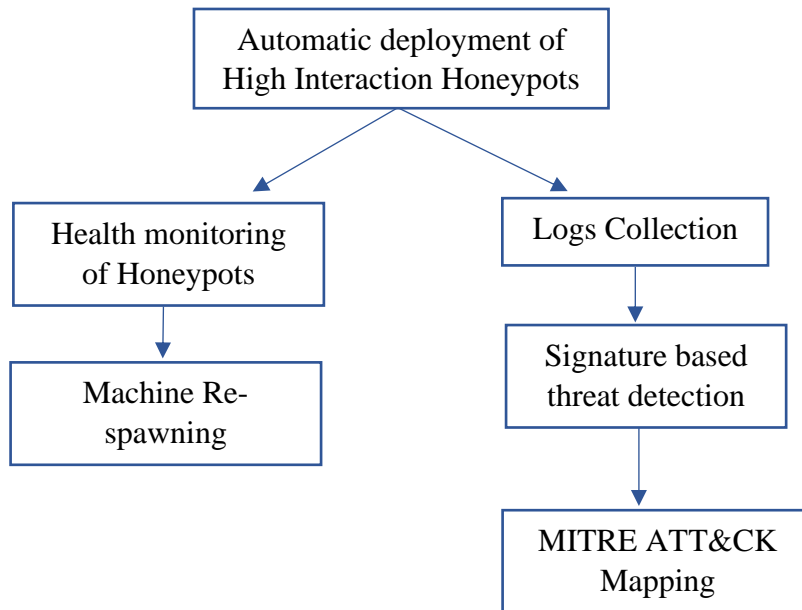 Automatic deployment of
High Interaction Honeypots
Health monitoring
of Honeypots
Logs Collection
Machine Re-
spawning
Signature based
threat detection
MITRE ATT&CK
Mapping